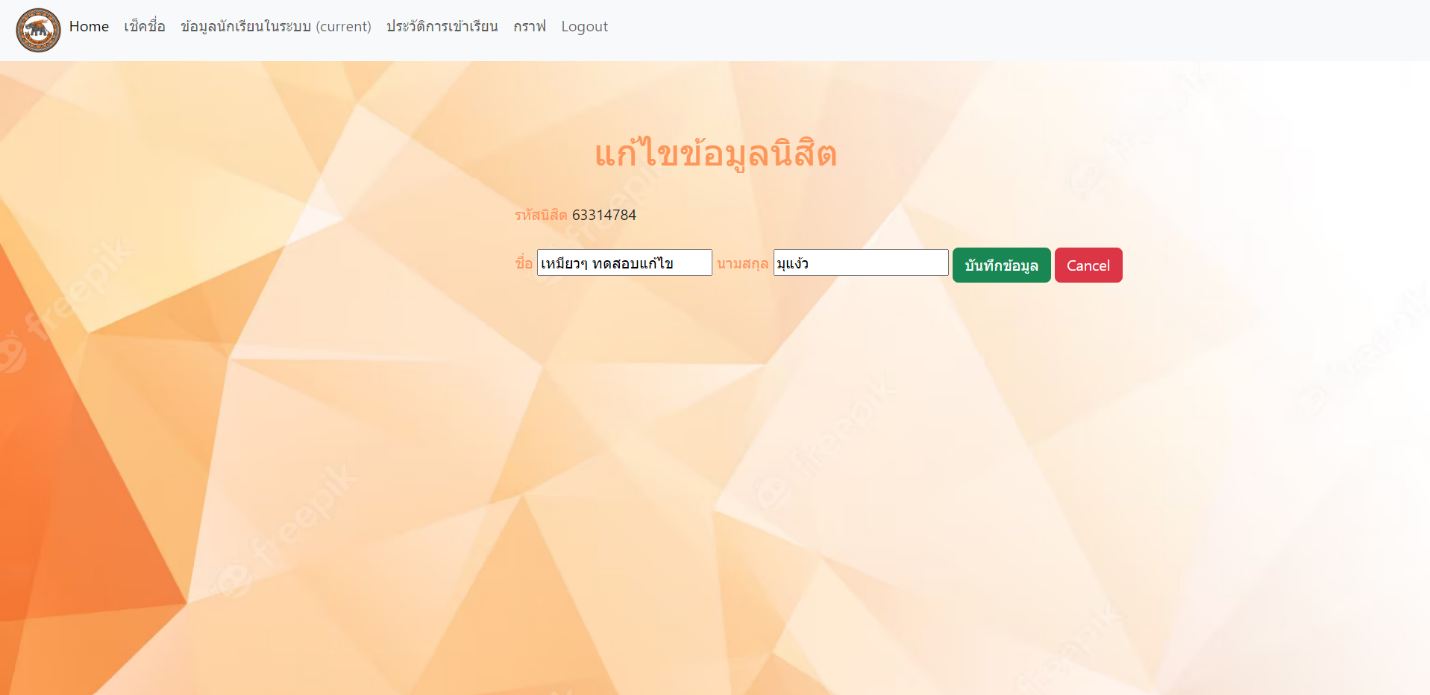 Home เช็คชื่อ ข้อมูลนักเรียนในระบบ (current) ประวัติการเข้าเรียน กราฟ Logout
แก้ไขข้อมูลนิสิต
รหัสนิสิต 63314784
ชื่อ เหมียวๆ ทดสอบแก้ไข นามสกุล มุแง้ว บันทึกข้อมูล Cancel
freepik
freepik
freepik
freepik
freepik